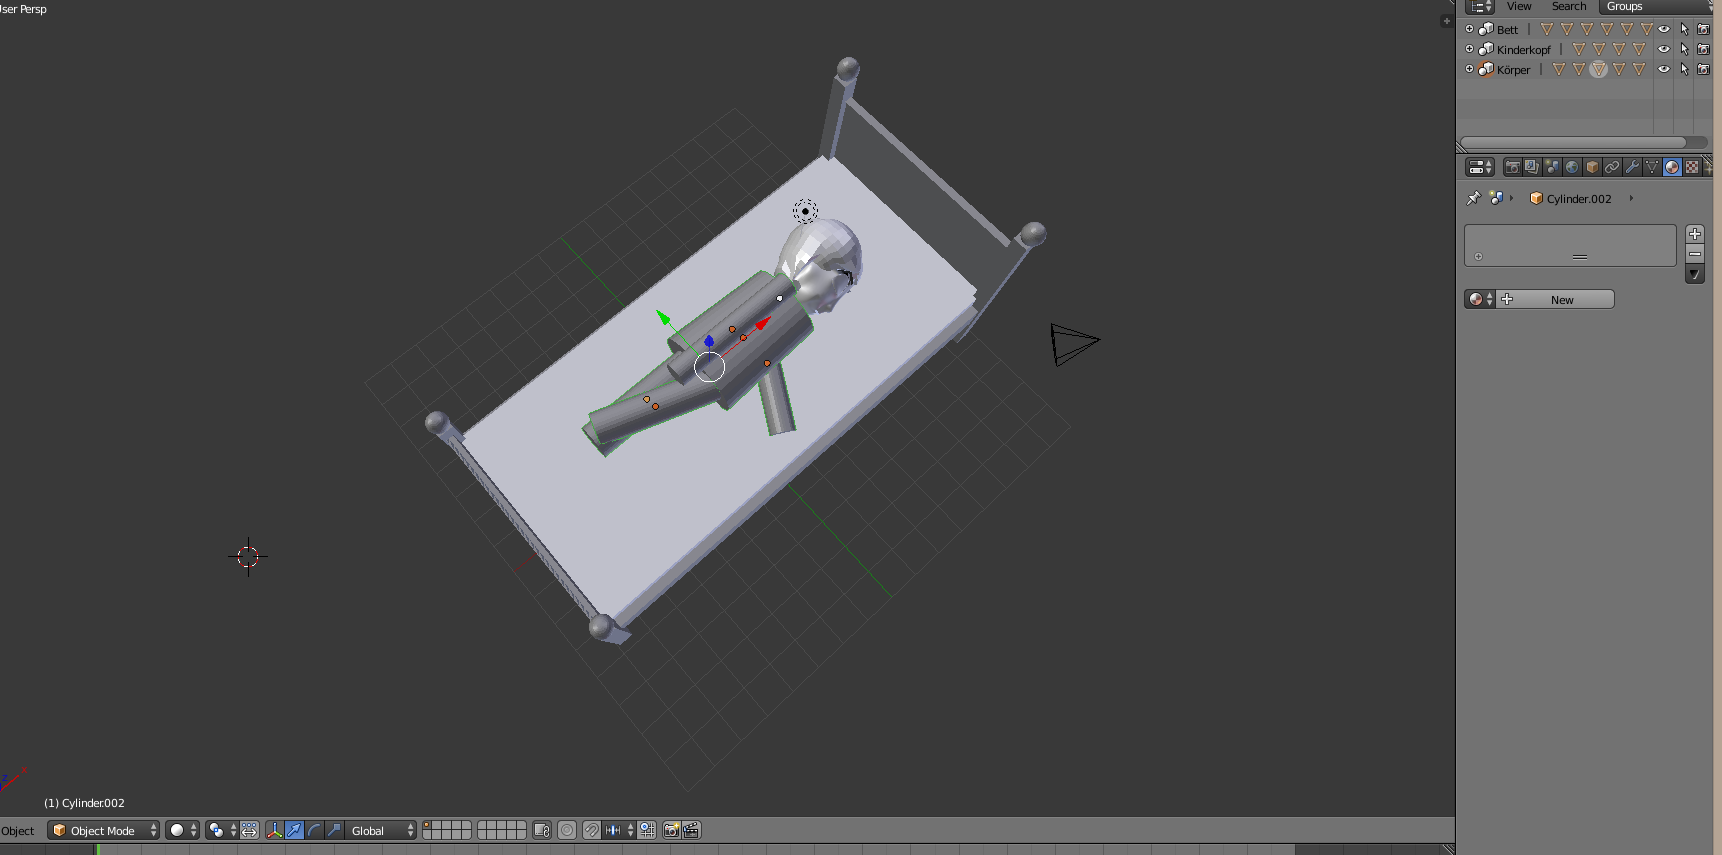 User Persp
View Search Groups
Bett
Kinderkopf
Körper
Cylinder.002
New
(1) Cylinder.002
Object Object Mode Global